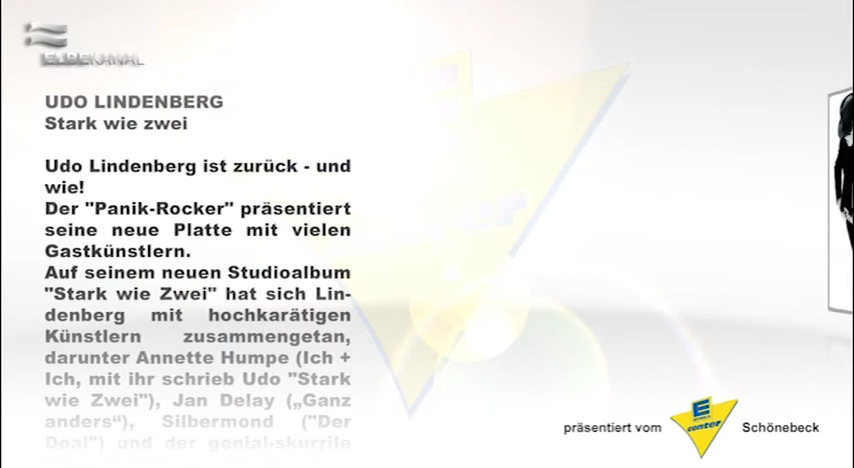 ELBEKANAL
UDO LINDENBERG
Stark wie zwei
Udo Lindenberg ist zurück - und
wie!
Der "Panik-Rocker" präsentiert
seine neue Platte mit vielen
Gastkünstlern.
Auf seinem neuen Studioalbum
"Stark wie Zwei" hat sich Lin-
denberg mit hochkarätigen
Künstlern zusammengetan,
darunter Annette Humpe (Ich +
Ich, mit ihr schrieb Udo "Stark
wie Zwei"), Jan Delay („Ganz
anders“), Silbermond ("Der
Deal") und der genial-skurrile
präsentiert vom E center Schönebeck